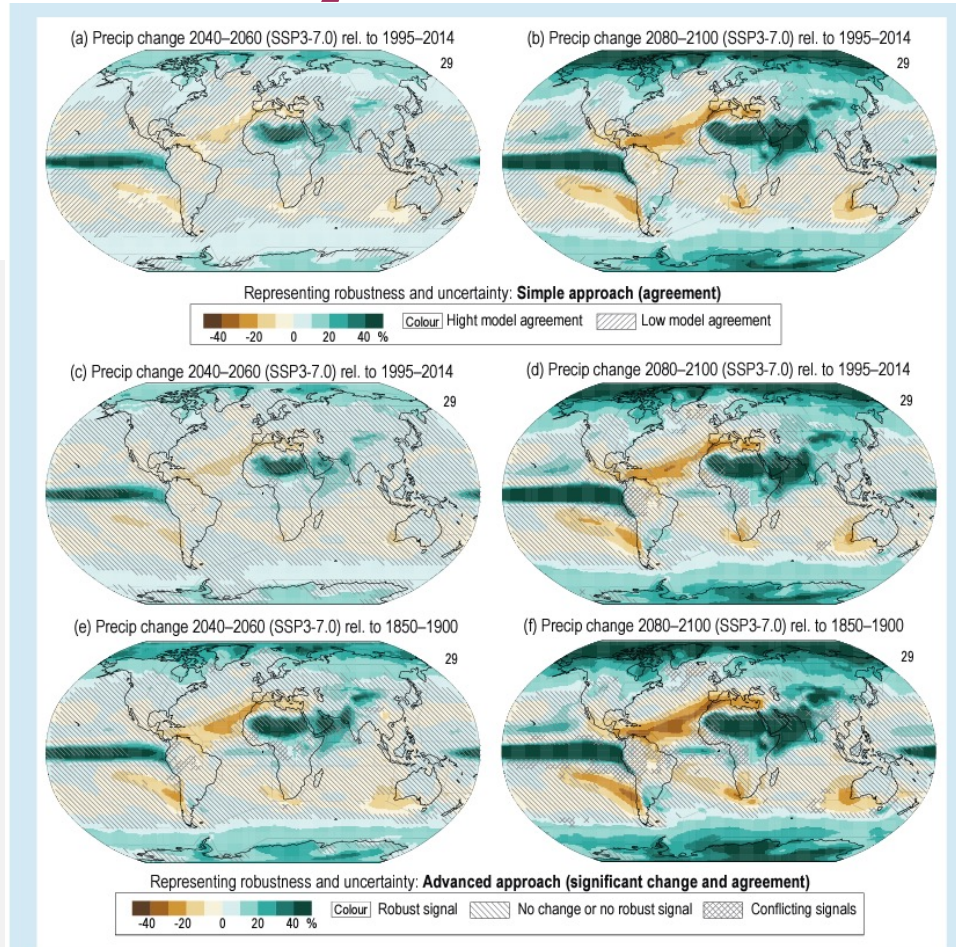 (a) Precip change 2040–2060 (SSP3-7.0) rel. to 1995–2014
(b) Precip change 2080–2100 (SSP3-7.0) rel. to 1995–2014
29
29
Representing robustness and uncertainty: Simple approach (agreement)
Colour Hight model agreement Low model agreement
-40 -20 0 20 40 %
(c) Precip change 2040–2060 (SSP3-7.0) rel. to 1995–2014
(d) Precip change 2080–2100 (SSP3-7.0) rel. to 1995–2014
29
29
(e) Precip change 2040–2060 (SSP3-7.0) rel. to 1850–1900
(f) Precip change 2080–2100 (SSP3-7.0) rel. to 1850–1900
29
29
Representing robustness and uncertainty: Advanced approach (significant change and agreement)
Colour Robust signal No change or no robust signal Conflicting signals
-40 -20 0 20 40 %